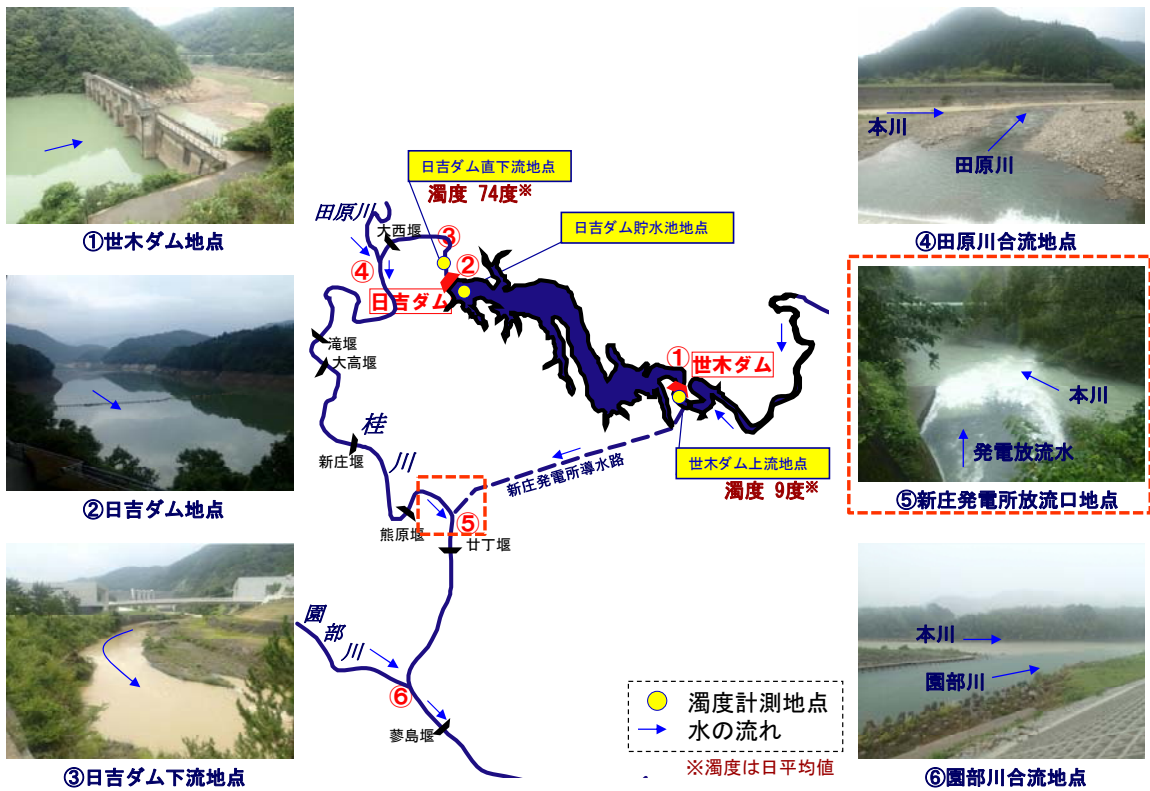 ①世木ダム地点
②日吉ダム地点
③日吉ダム下流地点
日吉ダム直下流地点
濁度 74度※
日吉ダム貯水池地点
田原川
大西堰
③
②
④
日吉ダム
滝堰
大高堰
①
世木ダム
桂川
新庄堰
新庄発電所導水路
世木ダム上流地点
濁度 9度※
熊原堰
⑤
廿丁堰
園部川
⑥
蓼島堰
濁度計測地点
水の流れ
※濁度は日平均値
本川
田原川
④田原川合流地点
本川
発電放流水
⑤新庄発電所放流口地点
本川
園部川
⑥園部川合流地点